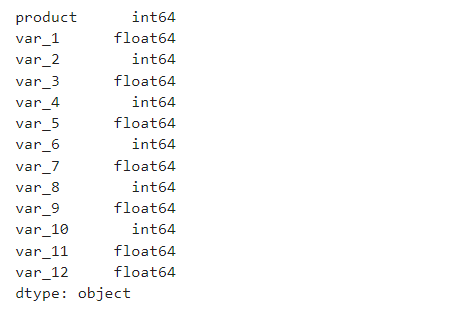 product      int64
var_1      float64
var_2        int64
var_3      float64
var_4        int64
var_5      float64
var_6        int64
var_7      float64
var_8        int64
var_9      float64
var_10       int64
var_11     float64
var_12     float64
dtype: object